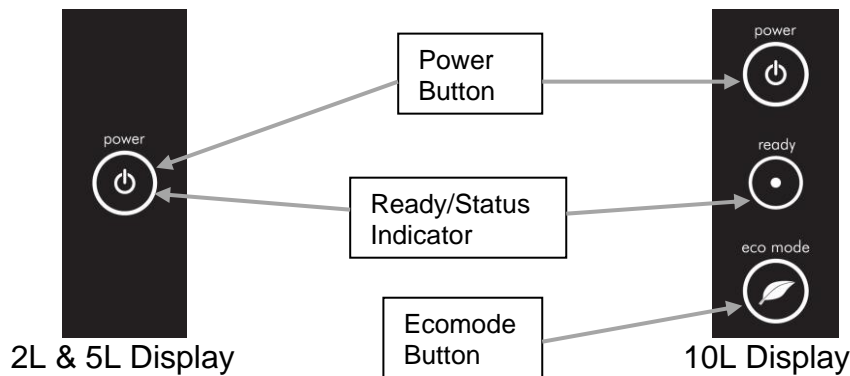 power
Power
Button
power
ready
Ready/Status
Indicator
eco mode
Ecomode
Button
2L & 5L Display
10L Display